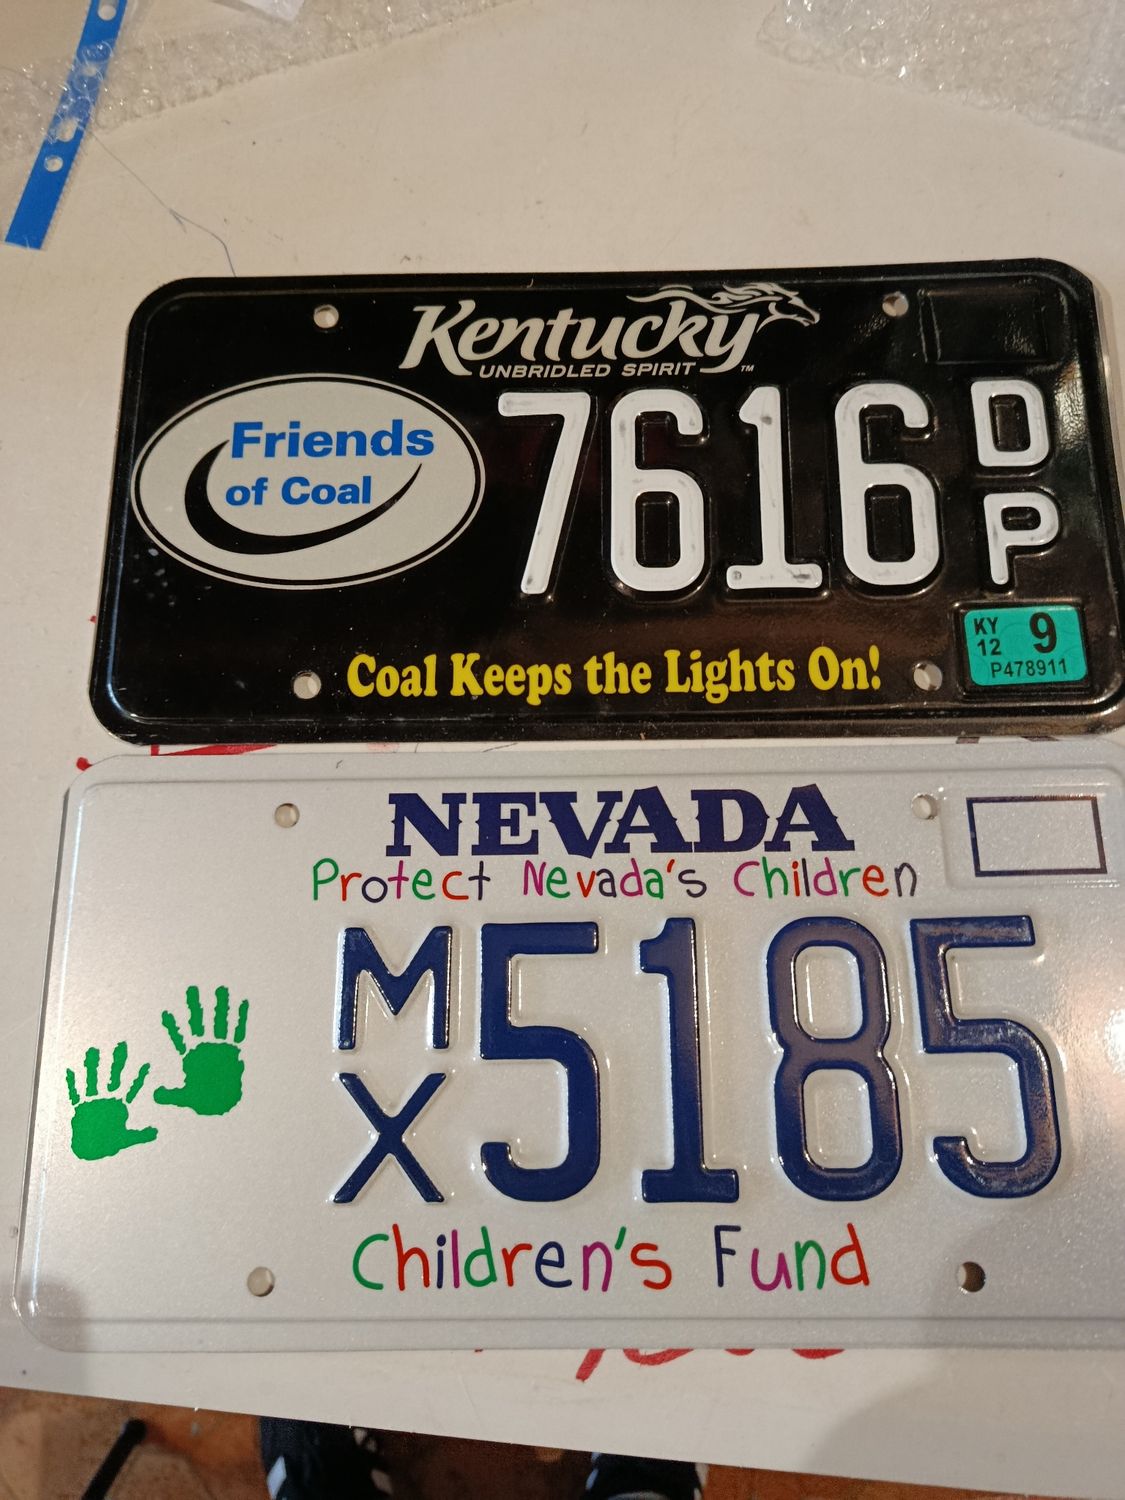 Kentucky
UNBRIDLED SPIRIT™
Friends
of Coal
7616
D
P
KY 9
12
P478911
Coal Keeps the Lights On!
NEVADA
Protect Nevada's Children
M
X
5185
Children's Fund